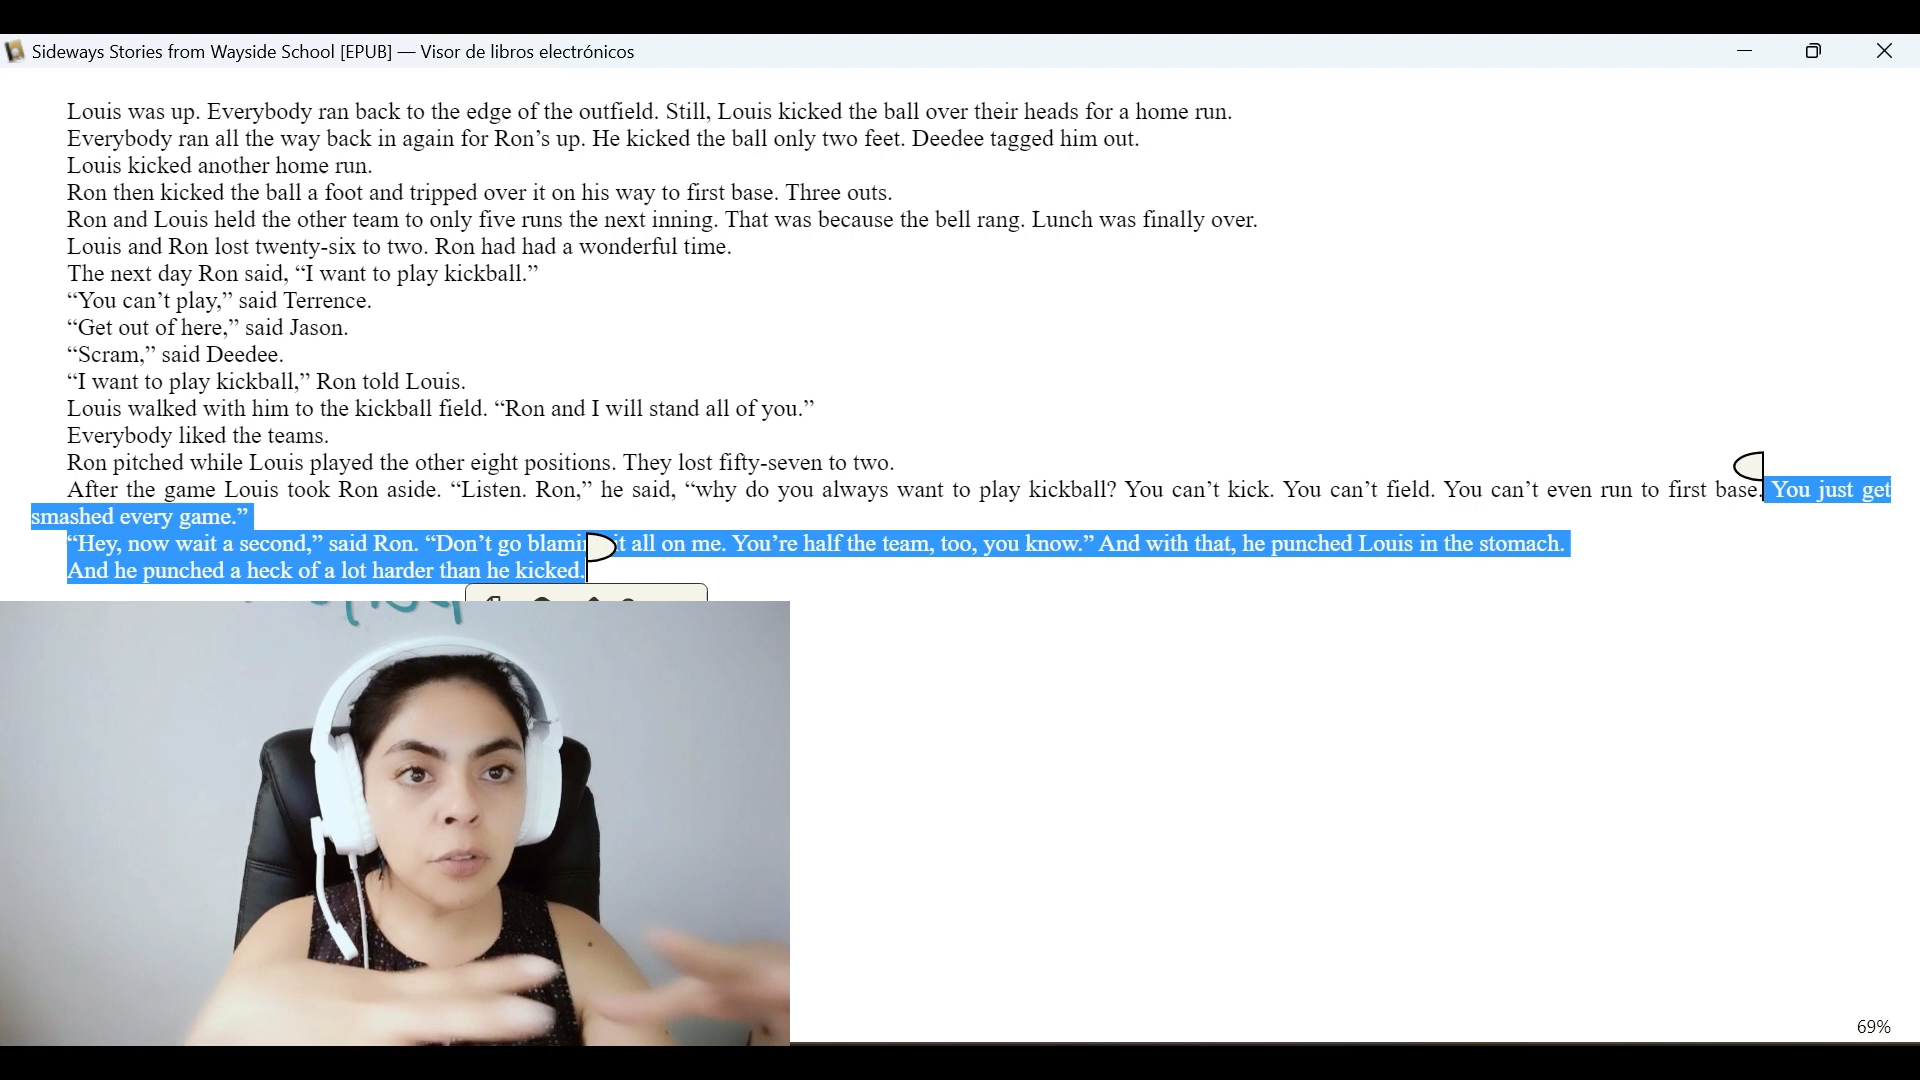 Sideways Stories from Wayside School [EPUB] — Visor de libros electrónicos
Louis was up. Everybody ran back to the edge of the outfield. Still, Louis kicked the ball over their heads for a home run.
Everybody ran all the way back in again for Ron’s up. He kicked the ball only two feet. Deedee tagged him out.
Louis kicked another home run.
Ron then kicked the ball a foot and tripped over it on his way to first base. Three outs.
Ron and Louis held the other team to only five runs the next inning. That was because the bell rang. Lunch was finally over.
Louis and Ron lost twenty-six to two. Ron had had a wonderful time.
The next day Ron said, “I want to play kickball.”
“You can’t play,” said Terrence.
“Get out of here,” said Jason.
“Scram,” said Deedee.
“I want to play kickball,” Ron told Louis.
Louis walked with him to the kickball field. “Ron and I will stand all of you.”
Everybody liked the teams.
Ron pitched while Louis played the other eight positions. They lost fifty-seven to two.
After the game Louis took Ron aside. “Listen. Ron,” he said, “why do you always want to play kickball? You can’t kick. You can’t field. You can’t even run to first base. You just get
smashed every game.”
“Hey, now wait a second,” said Ron. “Don’t go blaming it all on me. You’re half the team, too, you know.” And with that, he punched Louis in the stomach.
And he punched a heck of a lot harder than he kicked.
69%